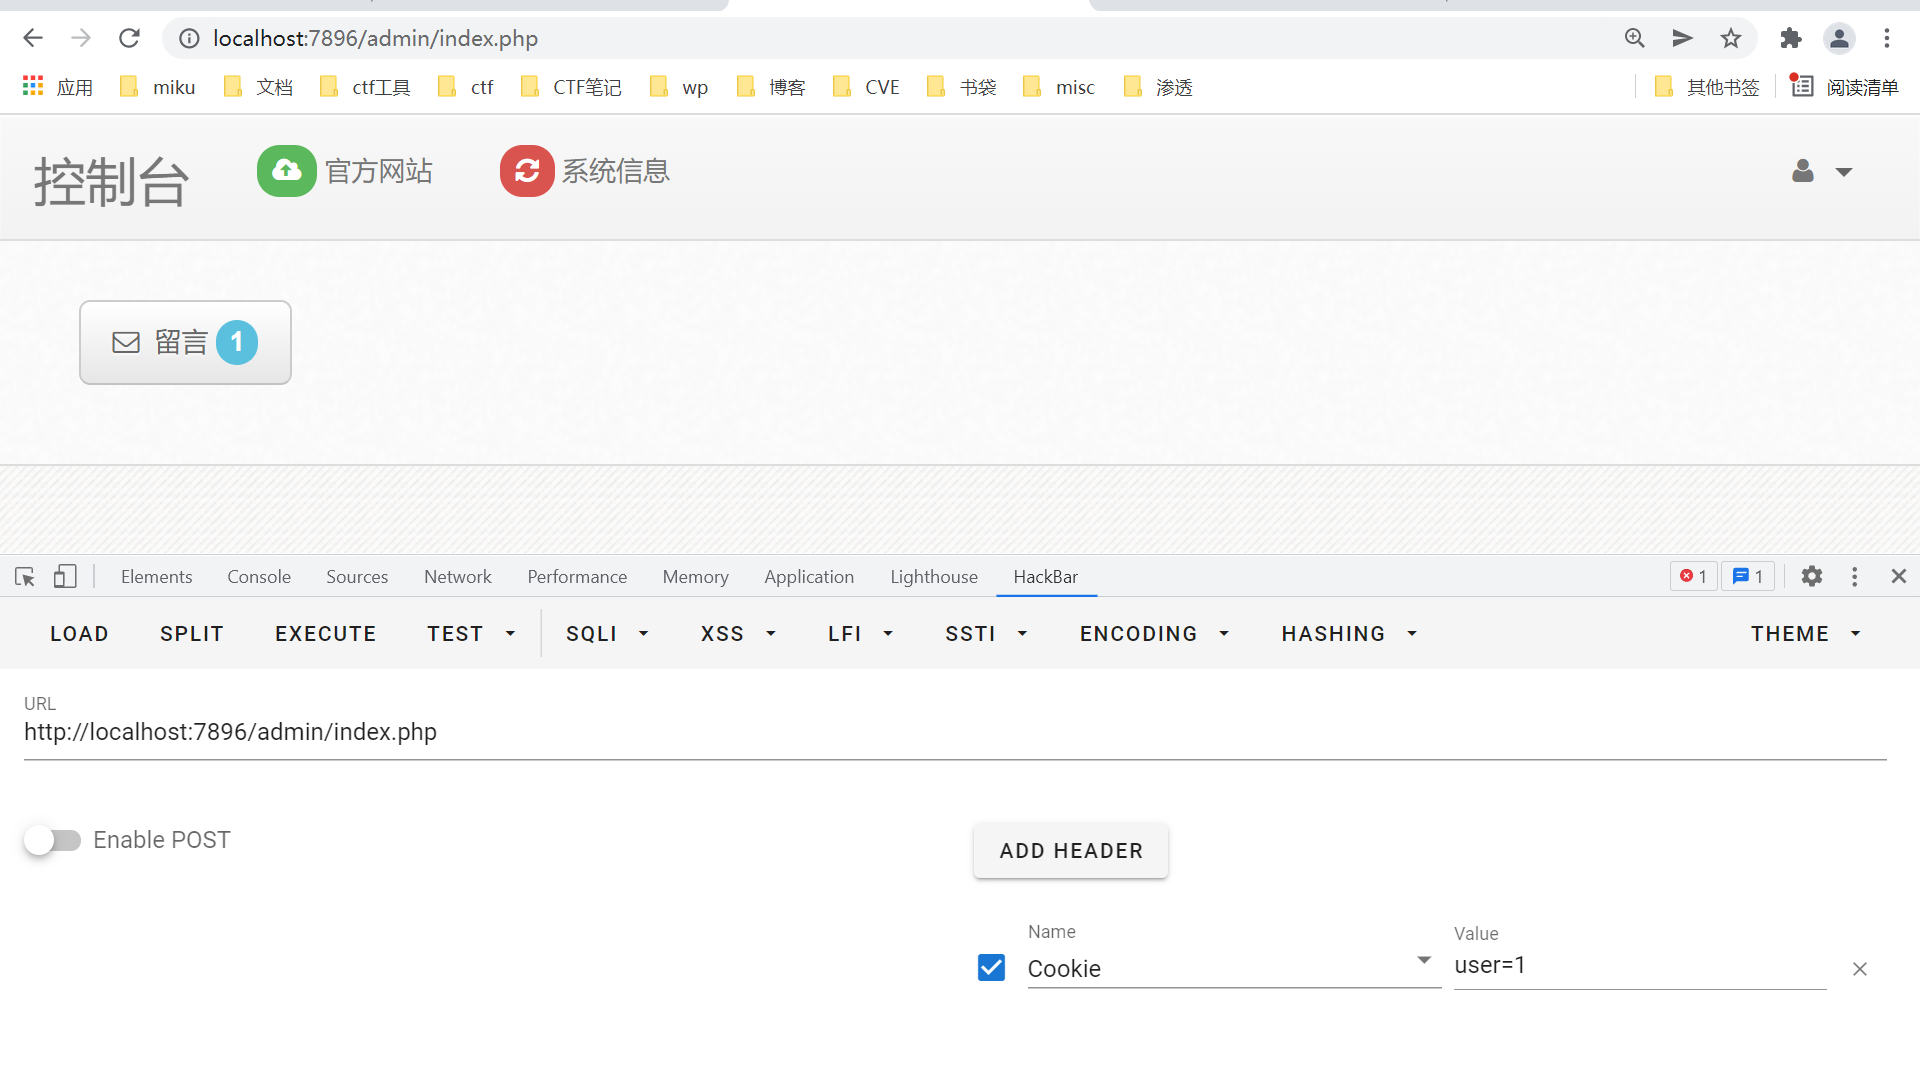 localhost:7896/admin/index.php
应用 miku 文档 ctf工具 ctf CTF笔记 wp 博客 CVE 书袋 misc 渗透 其他书签 阅读清单
控制台 官方网站 系统信息
留言 1
Elements Console Sources Network Performance Memory Application Lighthouse HackBar 1 1
LOAD SPLIT EXECUTE TEST SQLI XSS LFI SSTI ENCODING HASHING THEME
URL
http://localhost:7896/admin/index.php
Enable POST
ADD HEADER
Name Value
Cookie user=1